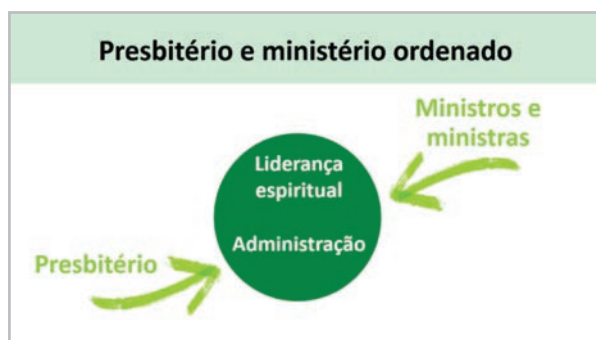 Presbitério e ministério ordenado
Ministros e
ministras
Liderança
espiritual
Administração
Presbitério